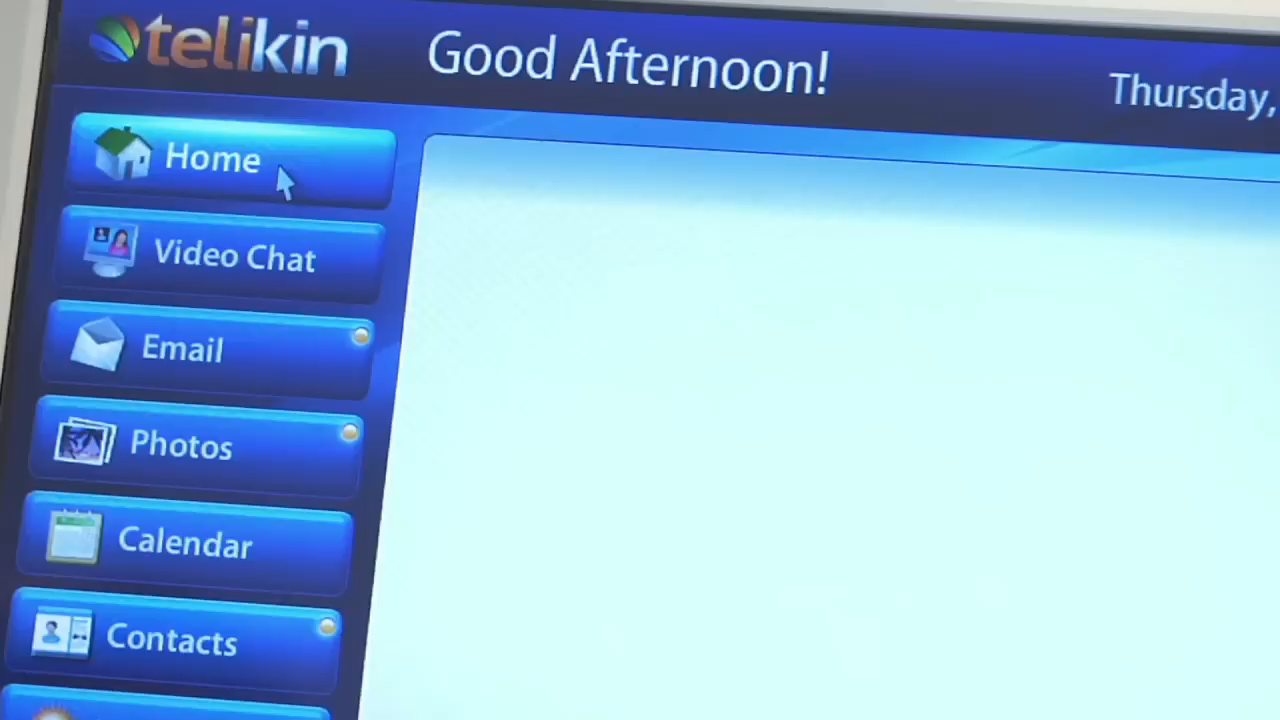 telikin
Good Afternoon!
Thursday,
Home
Video Chat
Email
Photos
Calendar
Contacts